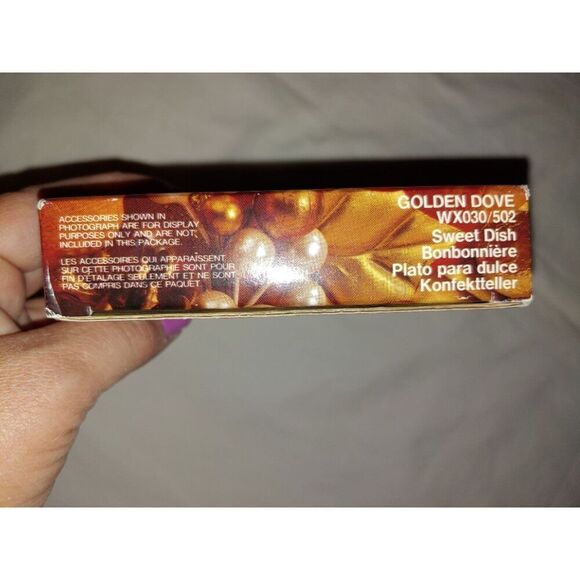 ACCESSORIES SHOWN IN
PHOTOGRAPH ARE FOR DISPLAY
PURPOSES ONLY AND ARE NOT
INCLUDED IN THIS PACKAGE.
LES ACCESSOIRES QUI APPARAISSENT
SUR CETTE PHOTOGRAPHIE SONT POUR
FIN D'ÉTALAGE SEULEMENT ET NE SONT
PAS COMPRIS DANS CE PAQUET.
GOLDEN DOVE
WX030/502
Sweet Dish
Bonbonnière
Plato para dulce
Konfektteller